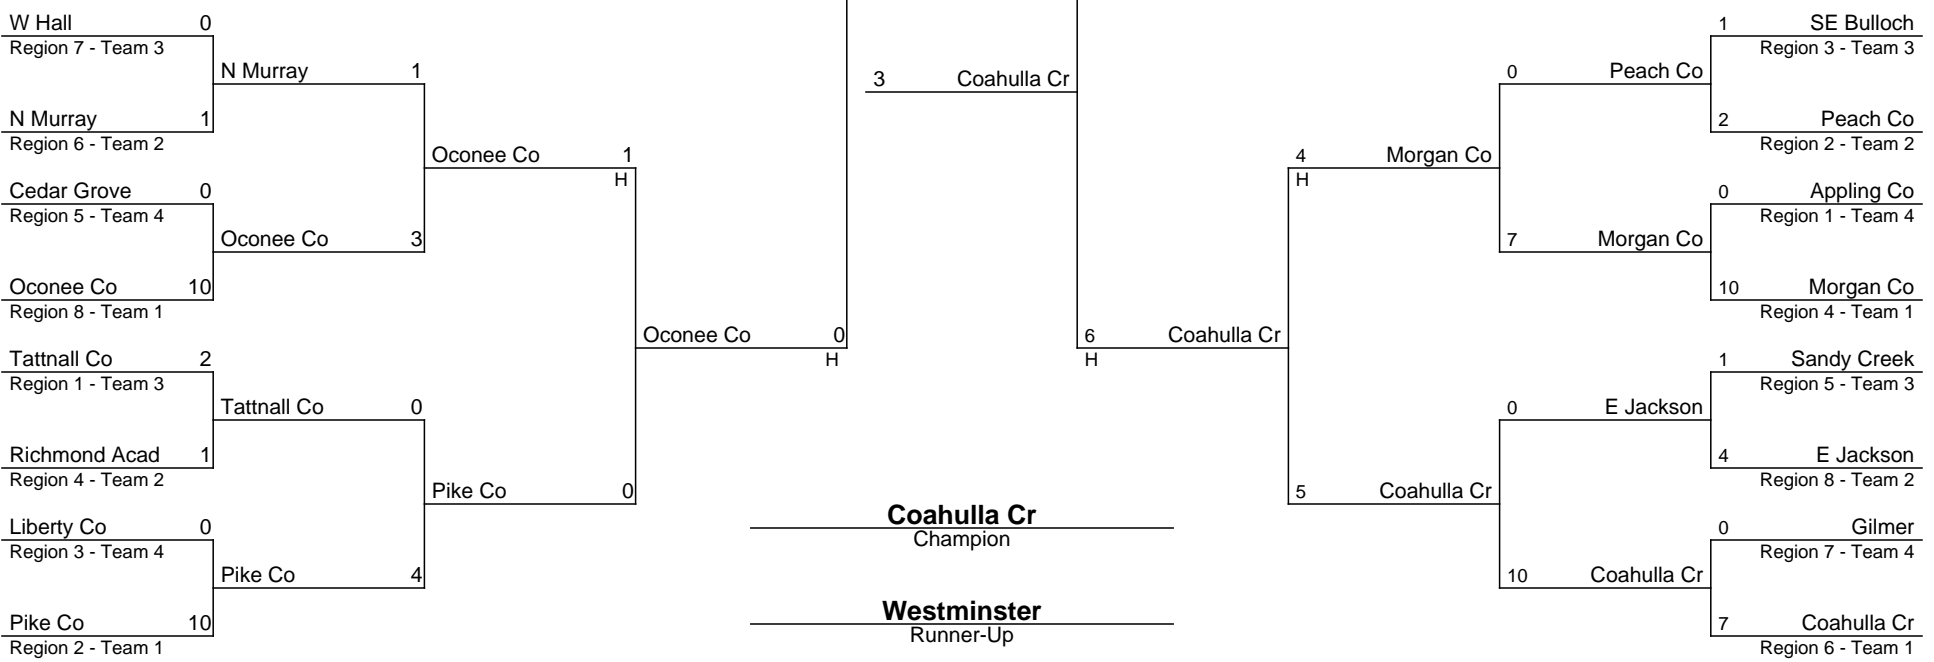 W Hall 0
Region 7 - Team 3
N Murray 1
N Murray 1
Region 6 - Team 2
Oconee Co 1
H
Cedar Grove 0
Region 5 - Team 4
Oconee Co 3
Oconee Co 10
Region 8 - Team 1
Oconee Co 0
H
Tattnall Co 2
Region 1 - Team 3
Tattnall Co 0
Richmond Acad 1
Region 4 - Team 2
Pike Co 0
Liberty Co 0
Region 3 - Team 4
Pike Co 4
Pike Co 10
Region 2 - Team 1
3 Coahulla Cr
Coahulla Cr
Champion
Westminster
Runner-Up
1 SE Bulloch
Region 3 - Team 3
0 Peach Co
2 Peach Co
Region 2 - Team 2
4 Morgan Co
H
0 Appling Co
Region 1 - Team 4
7 Morgan Co
10 Morgan Co
Region 4 - Team 1
6 Coahulla Cr
H
1 Sandy Creek
Region 5 - Team 3
0 E Jackson
4 E Jackson
Region 8 - Team 2
5 Coahulla Cr
0 Gilmer
Region 7 - Team 4
10 Coahulla Cr
7 Coahulla Cr
Region 6 - Team 1